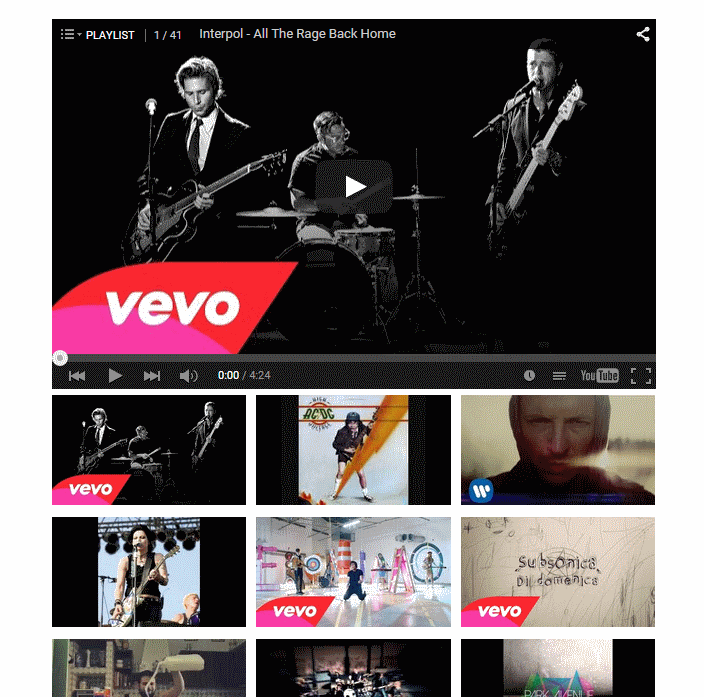 PLAYLIST 1 / 41 Interpol - All The Rage Back Home
vevo
0:00 / 4:24 YouTube
vevo
HIGH
AC/DC
VOLTAGE
W
vevo
vevo
Subsonica
Di domenica
PARK AVENUE